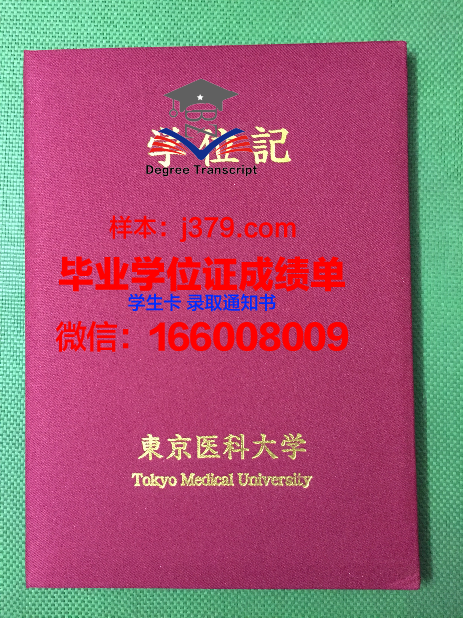 学位記
Degree Transcript
样本：j379.com
毕业学位证成绩单
学生卡 录取通知书
微信：166008009
東京医科大学
Tokyo Medical University